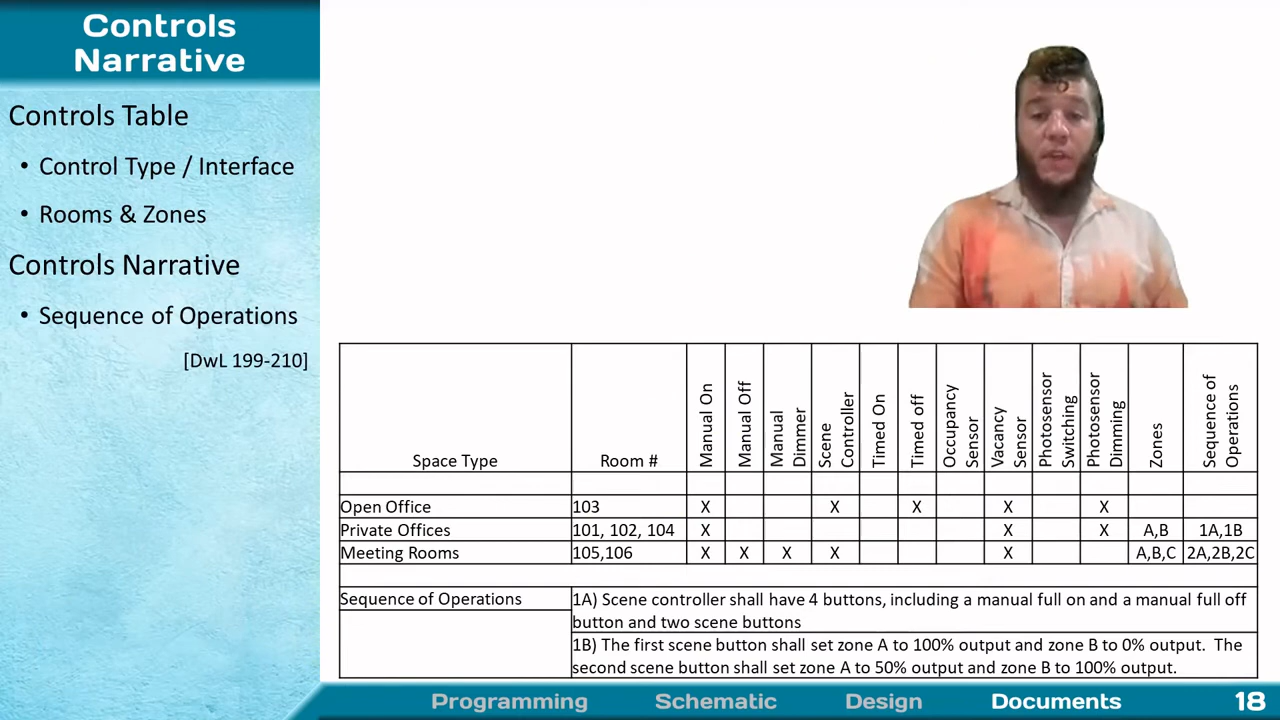 Controls
Narrative
Controls Table
• Control Type / Interface
• Rooms & Zones
Controls Narrative
• Sequence of Operations
[DwL 199-210]
Space Type Room # Manual On Manual Off Manual Dimmer Scene Controller Timed On Timed off Occupancy Sensor Vacancy Sensor Photosensor Switching Photosensor Dimming Zones Sequence of Operations
Open Office 103 X X X X X
Private Offices 101, 102, 104 X X X A,B 1A,1B
Meeting Rooms 105,106 X X X X X A,B,C 2A,2B,2C
Sequence of Operations 1A) Scene controller shall have 4 buttons, including a manual full on and a manual full off
button and two scene buttons
1B) The first scene button shall set zone A to 100% output and zone B to 0% output. The
second scene button shall set zone A to 50% output and zone B to 100% output.
Programming Schematic Design Documents 18